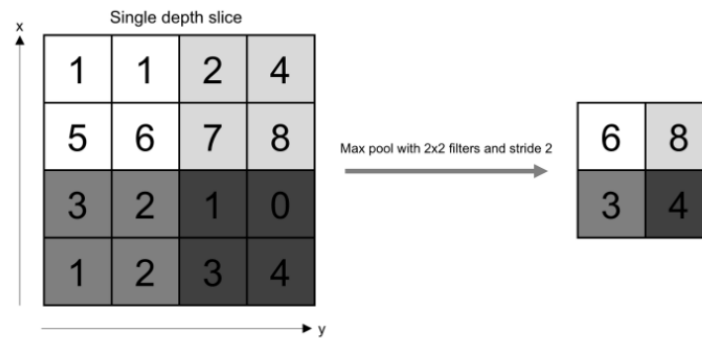 Single depth slice
x
1 1 2 4
5 6 7 8
3 2 1 0
1 2 3 4
y
Max pool with 2x2 filters and stride 2
6 8
3 4